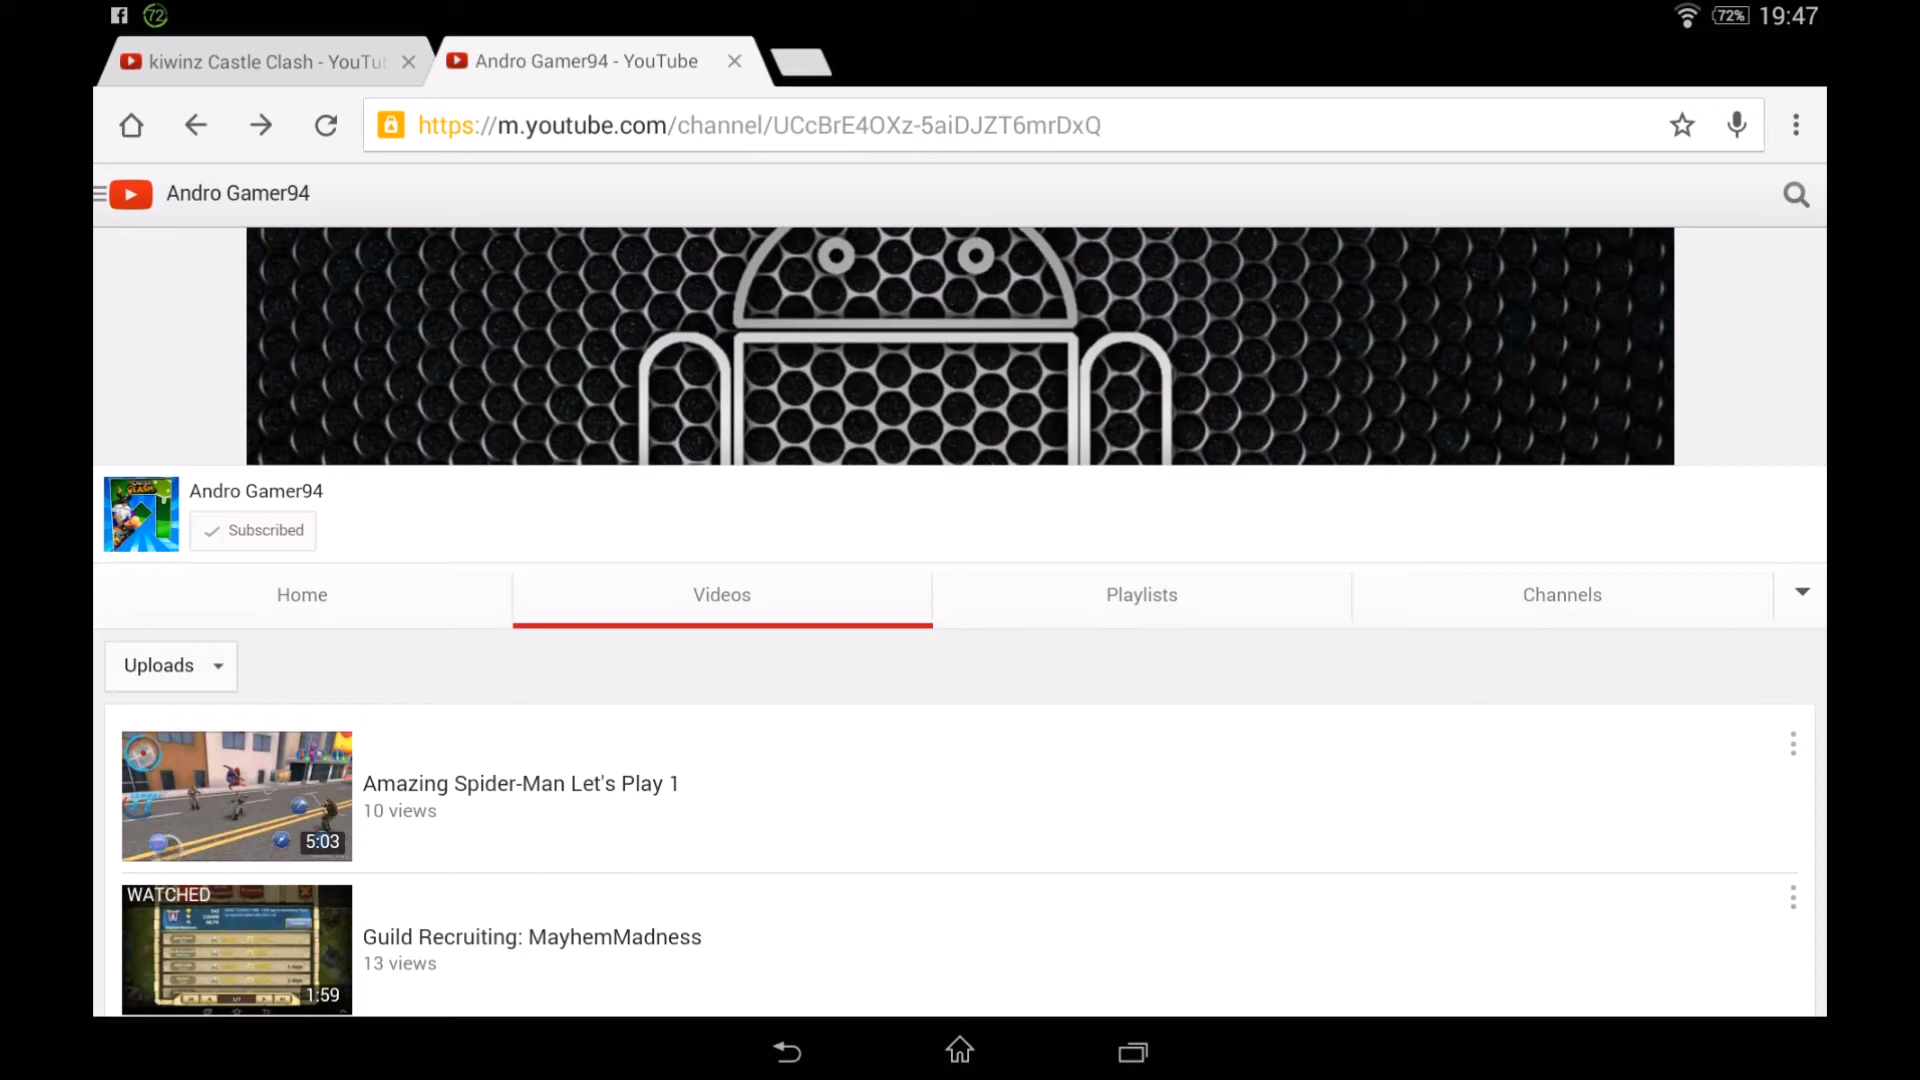 72
72%
19:47
kiwinz Castle Clash - YouTu
Andro Gamer94 - YouTube
https://m.youtube.com/channel/UCcBrE4OXz-5aiDJZT6mrDxQ
Andro Gamer94
Andro Gamer94
Subscribed
Home
Videos
Playlists
Channels
Uploads
5:03
Amazing Spider-Man Let's Play 1
10 views
WATCHED
1:59
Guild Recruiting: MayhemMadness
13 views